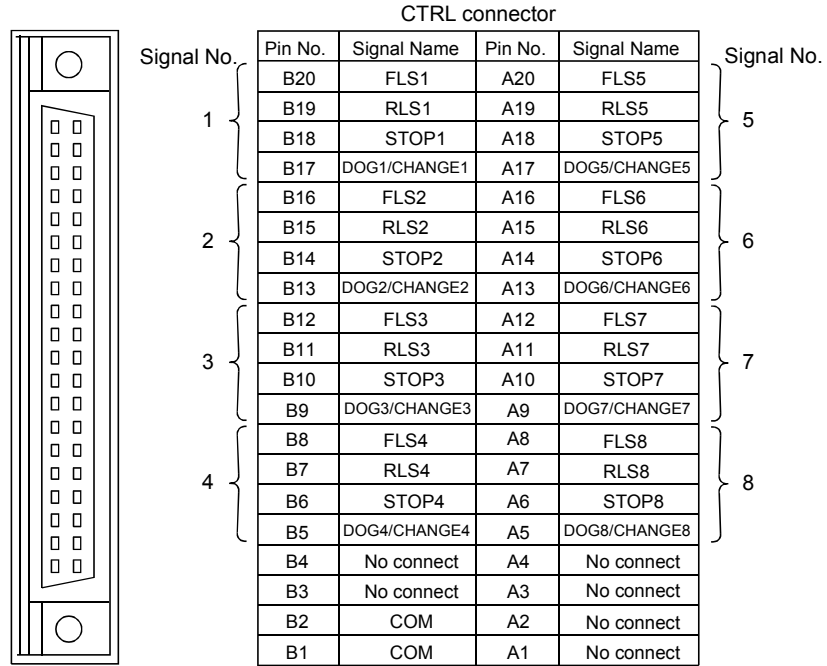 CTRL connector
Signal No. Pin No. Signal Name Pin No. Signal Name Signal No.
B20 FLS1 A20 FLS5
B19 RLS1 A19 RLS5
1 B18 STOP1 A18 STOP5 5
B17 DOG1/CHANGE1 A17 DOG5/CHANGE5
B16 FLS2 A16 FLS6
B15 RLS2 A15 RLS6
2 B14 STOP2 A14 STOP6 6
B13 DOG2/CHANGE2 A13 DOG6/CHANGE6
B12 FLS3 A12 FLS7
B11 RLS3 A11 RLS7
3 B10 STOP3 A10 STOP7 7
B9 DOG3/CHANGE3 A9 DOG7/CHANGE7
B8 FLS4 A8 FLS8
B7 RLS4 A7 RLS8
4 B6 STOP4 A6 STOP8 8
B5 DOG4/CHANGE4 A5 DOG8/CHANGE8
B4 No connect A4 No connect
B3 No connect A3 No connect
B2 COM A2 No connect
B1 COM A1 No connect